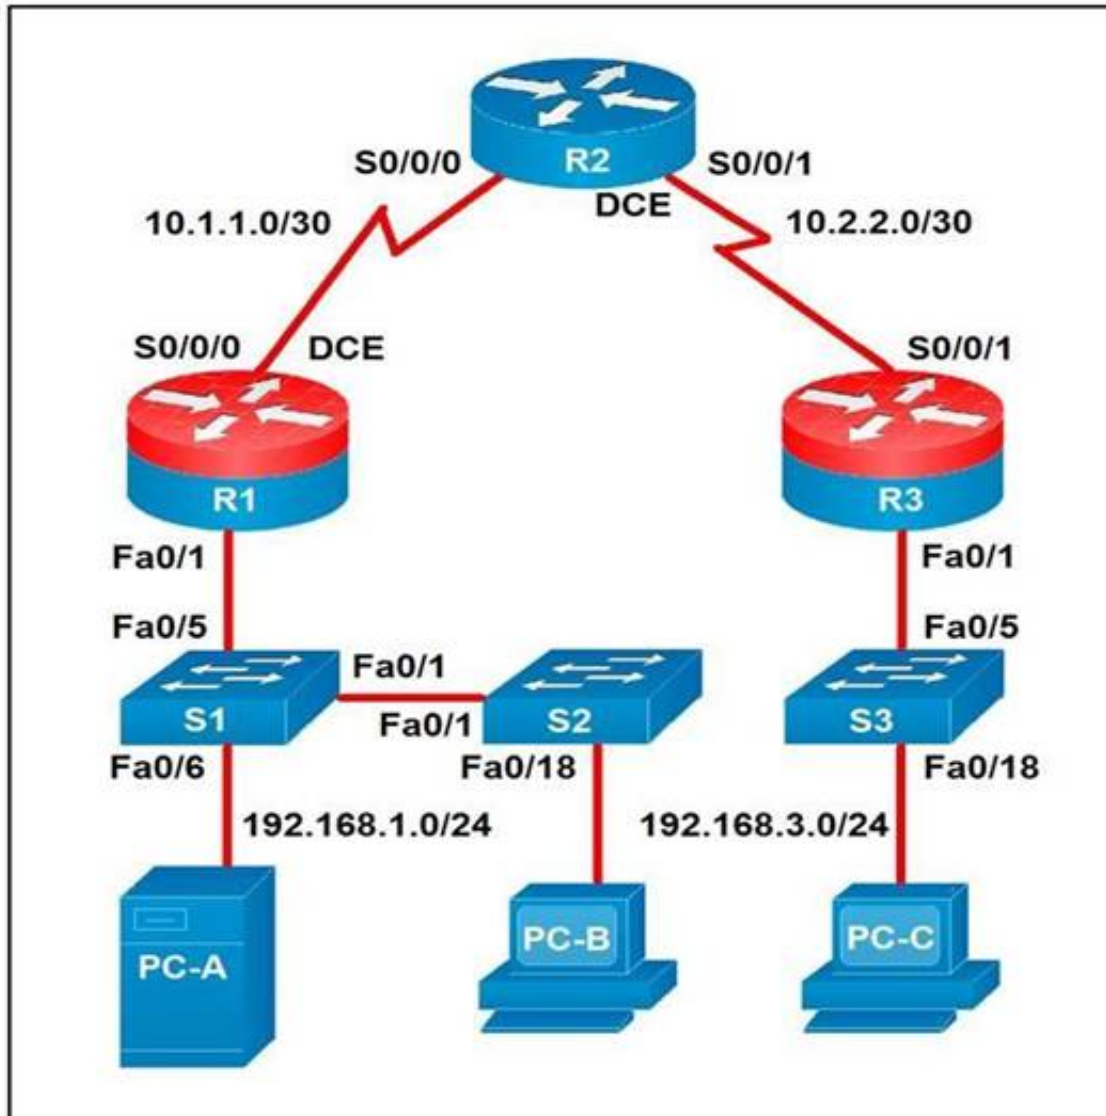 R2
S0/0/0
S0/0/1
DCE
10.1.1.0/30
10.2.2.0/30
S0/0/0
DCE
S0/0/1
R1
R3
Fa0/1
Fa0/1
Fa0/5
Fa0/5
Fa0/1
Fa0/1
S1
S2
S3
Fa0/6
Fa0/18
Fa0/18
192.168.1.0/24
192.168.3.0/24
PC-A
PC-B
PC-C